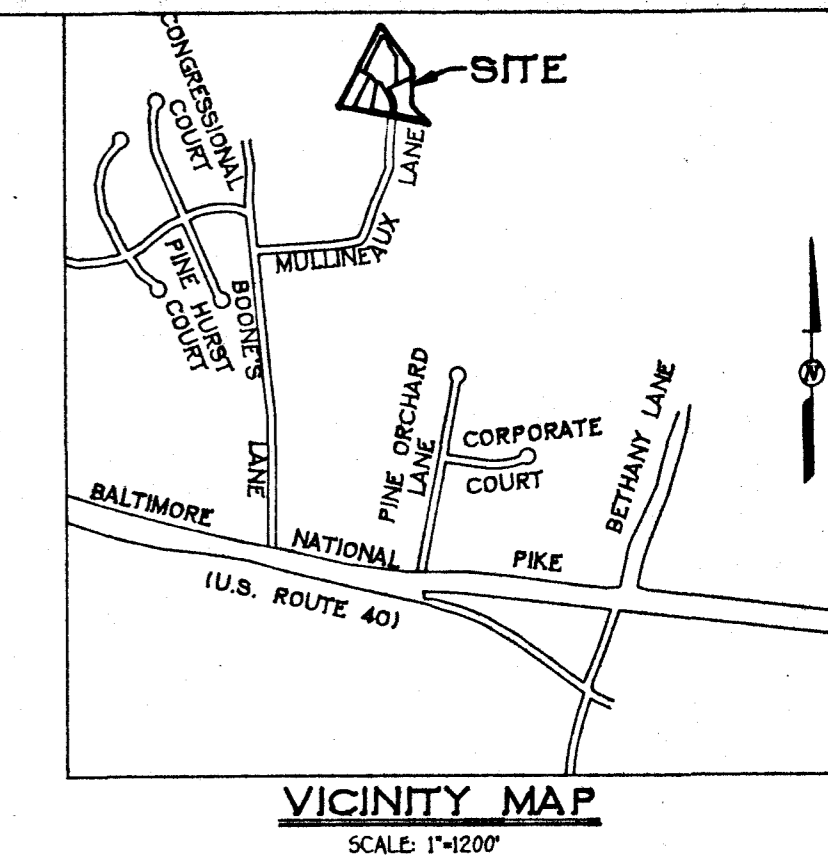 CONGRESSIONAL
COURT
SITE
MULLINEAUX LANE
PINE HURST
COURT
BOONE'S LANE
PINE ORCHARD
LANE
CORPORATE
COURT
BETHANY LANE
N
BALTIMORE NATIONAL PIKE
(U.S. ROUTE 40)
VICINITY MAP
SCALE: 1"=1200'